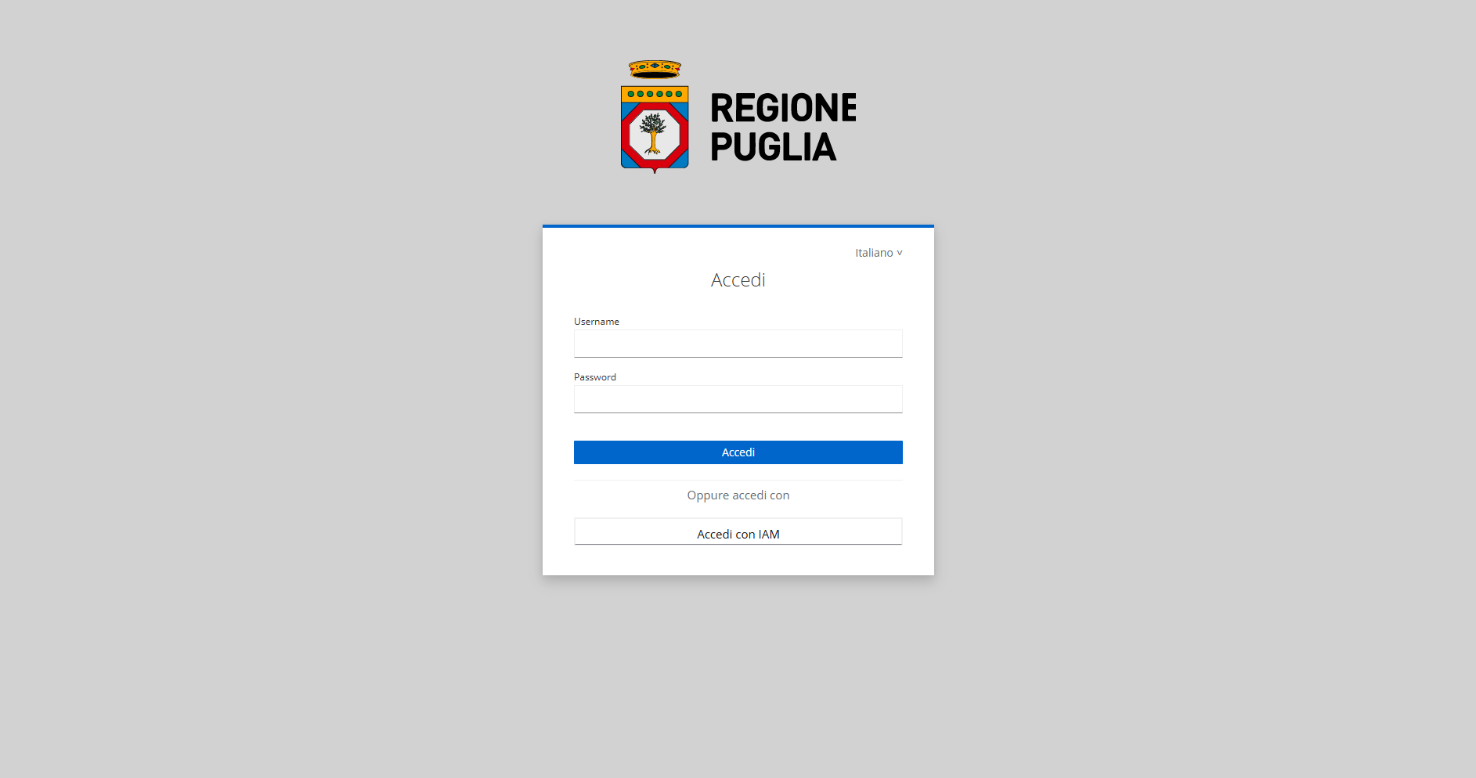 REGIONE
PUGLIA
Italiano
Accedi
Username
Password
Accedi
Oppure accedi con
Accedi con IAM